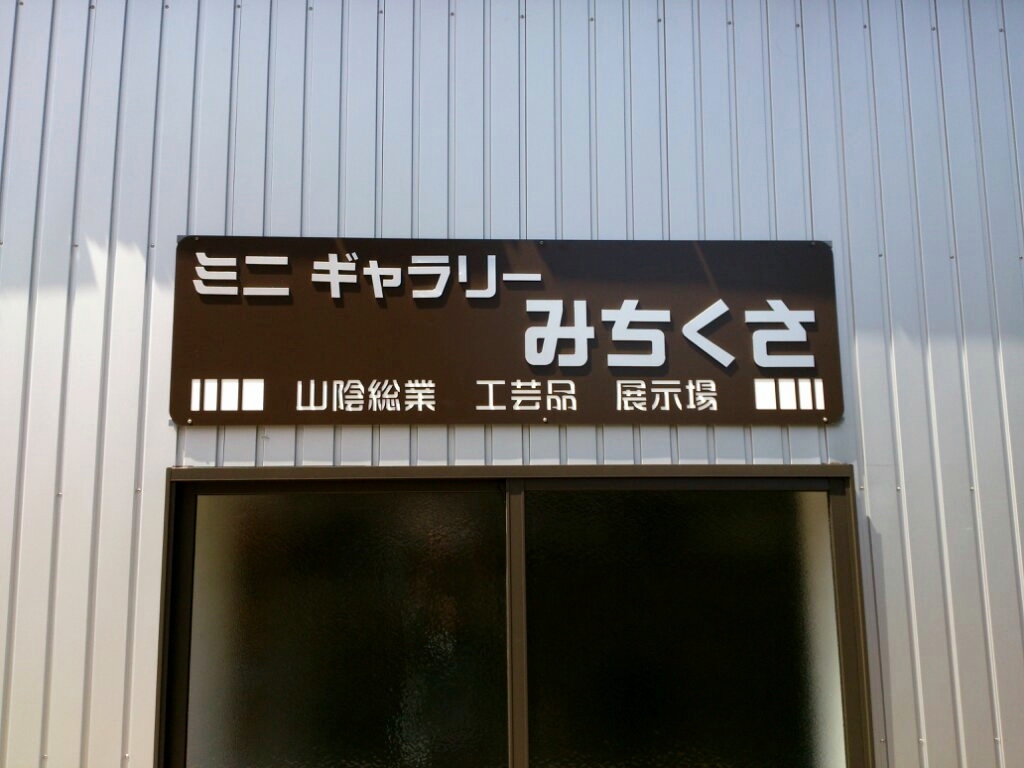 ミニ ギャラリー
みちくさ
山陰総業 工芸品 展示場